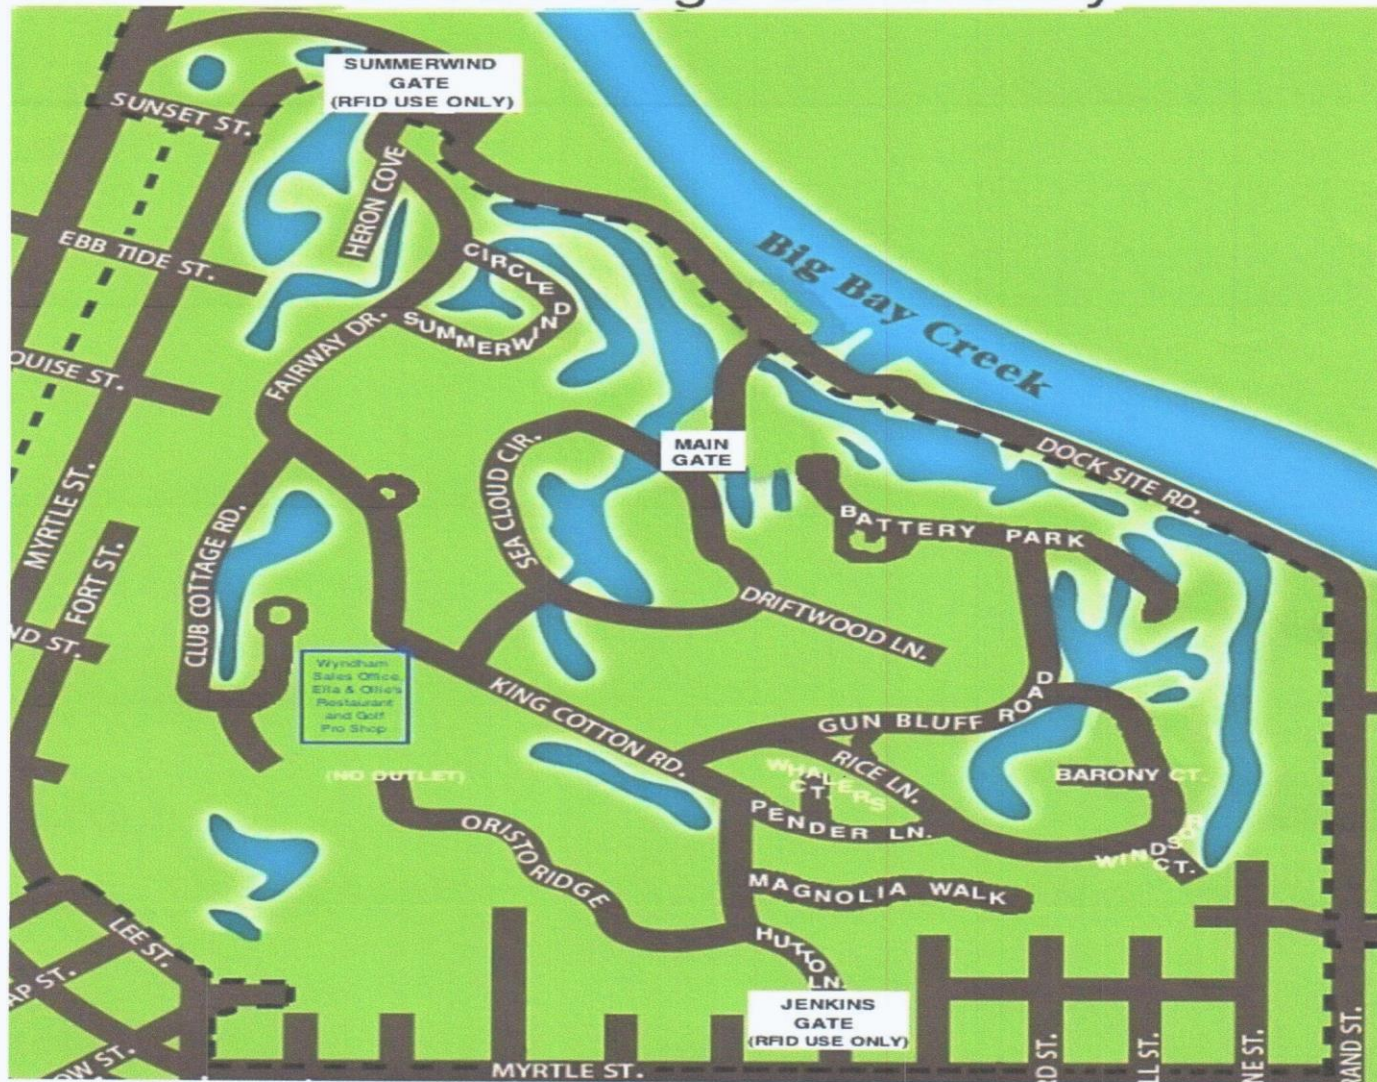 SUMMERWIND
GATE
(RFID USE ONLY)
SUNSET ST.
HERON COVE
EBB TIDE ST.
CIRCLE
SUMMERWIND
Big Bay Creek
FAIRWAY DR.
OUISE ST.
MAIN
GATE
SEA CLOUD CIR.
DOCK SITE RD.
MYRTLE ST.
BATTERY PARK
CLUB COTTAGE RD.
FORT ST.
ND ST.
DRIFTWOOD LN.
Wyndham
Sales Office,
Ella & Ollie's
Restaurant
and Golf
Pro Shop
KING COTTON RD.
GUN BLUFF ROAD
RICE LN.
WHALERS
CT.
BARONY CT.
(NO OUTLET)
PENDER LN.
ORISTO RIDGE
WINDSOR
CT.
MAGNOLIA WALK
LEE ST.
HUTTO LN.
AP ST.
JENKINS
GATE
(RFID USE ONLY)
OW ST.
MYRTLE ST.
RD ST.
LL ST.
NE ST.
AND ST.